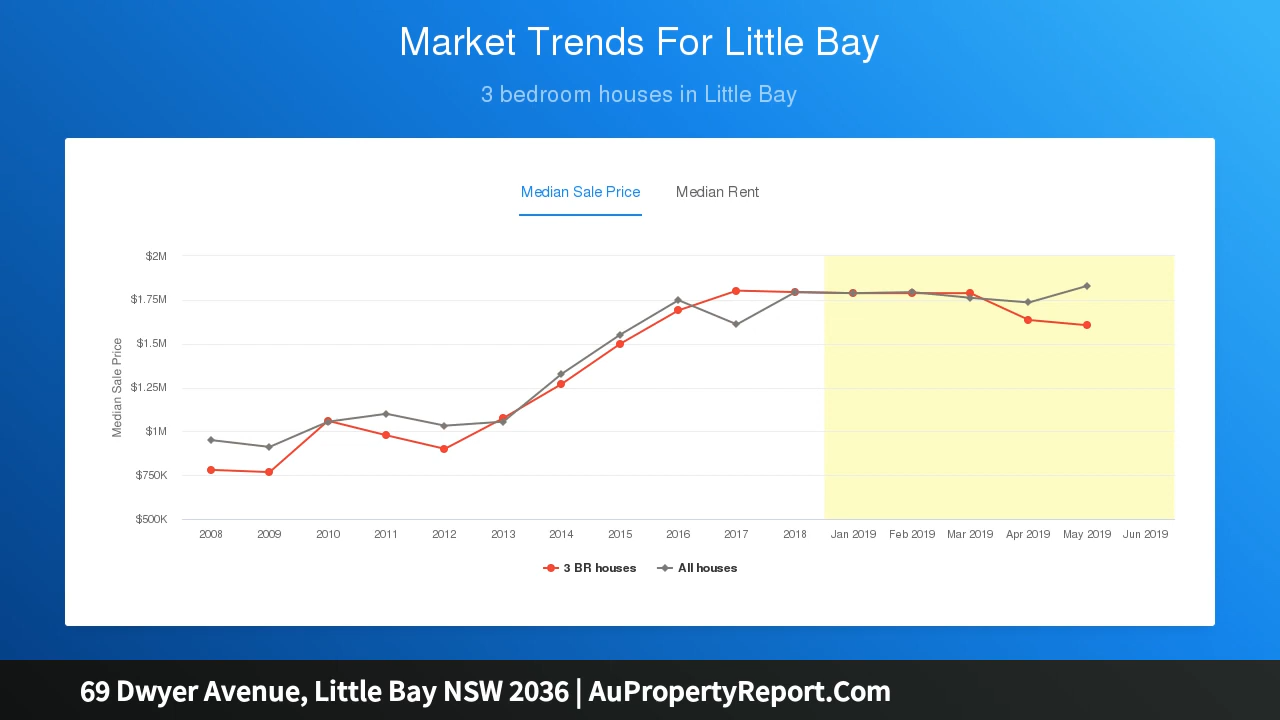 Market Trends For Little Bay
3 bedroom houses in Little Bay
Median Sale Price Median Rent
$2M
$1.75M
$1.5M
$1.25M
$1M
$750K
$500K
Median Sale Price
2008 2009 2010 2011 2012 2013 2014 2015 2016 2017 2018 Jan 2019 Feb 2019 Mar 2019 Apr 2019 May 2019 Jun 2019
3 BR houses All houses
69 Dwyer Avenue, Little Bay NSW 2036 | AuPropertyReport.Com